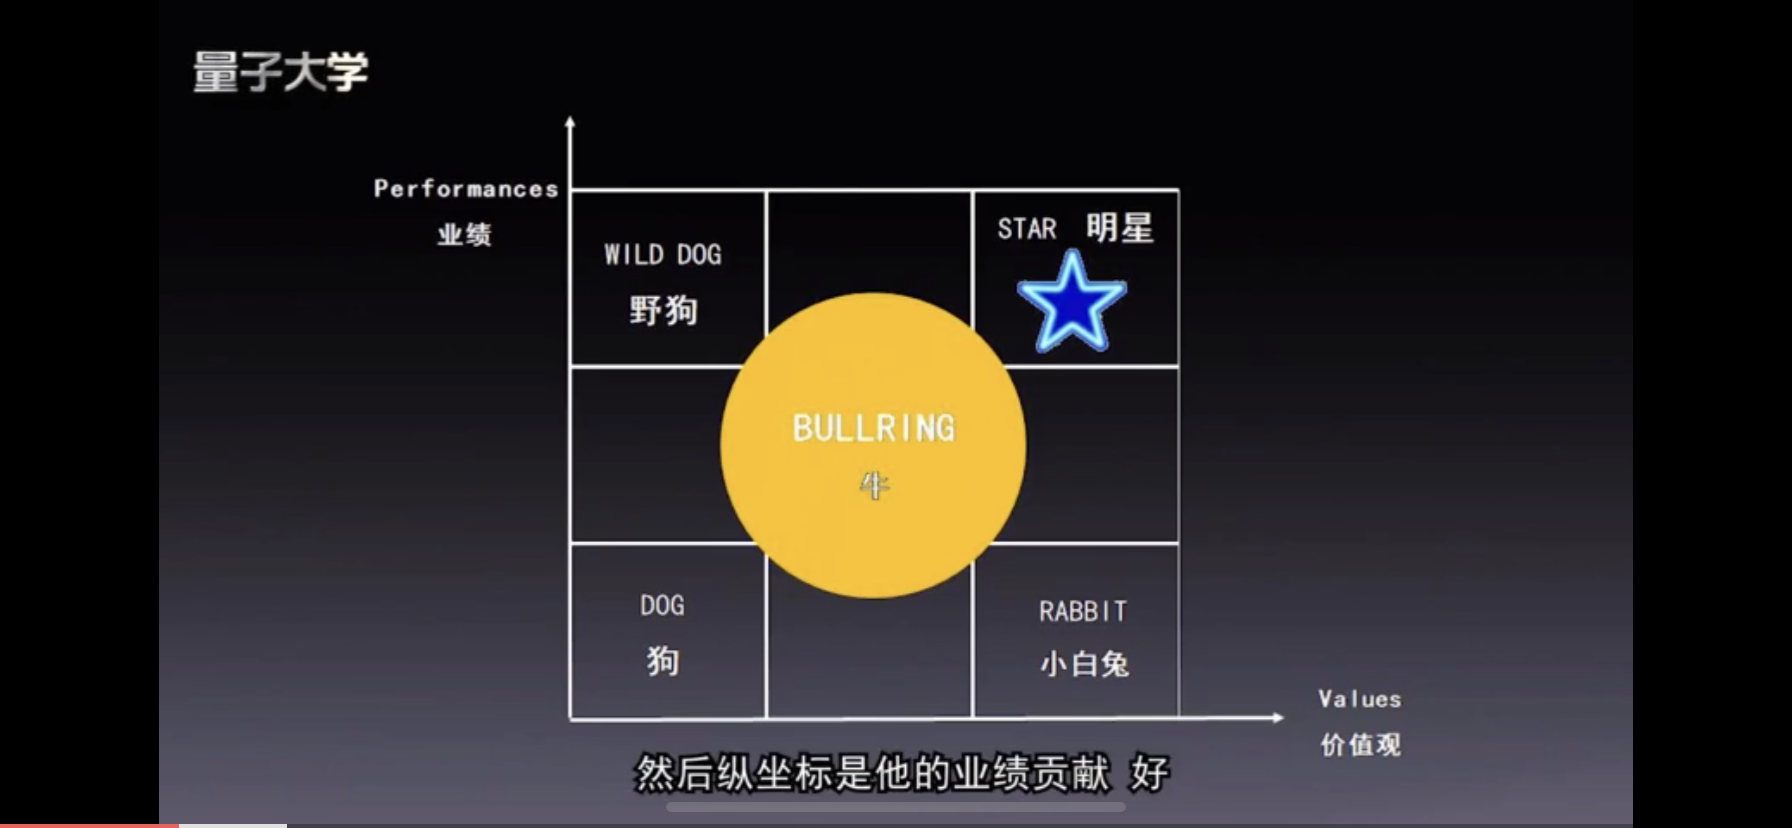 量子大学
Performances
业绩
WILD DOG
野狗
STAR 明星
BULLRING
牛
DOG
狗
RABBIT
小白兔
Values
价值观
然后纵坐标是他的业绩贡献 好